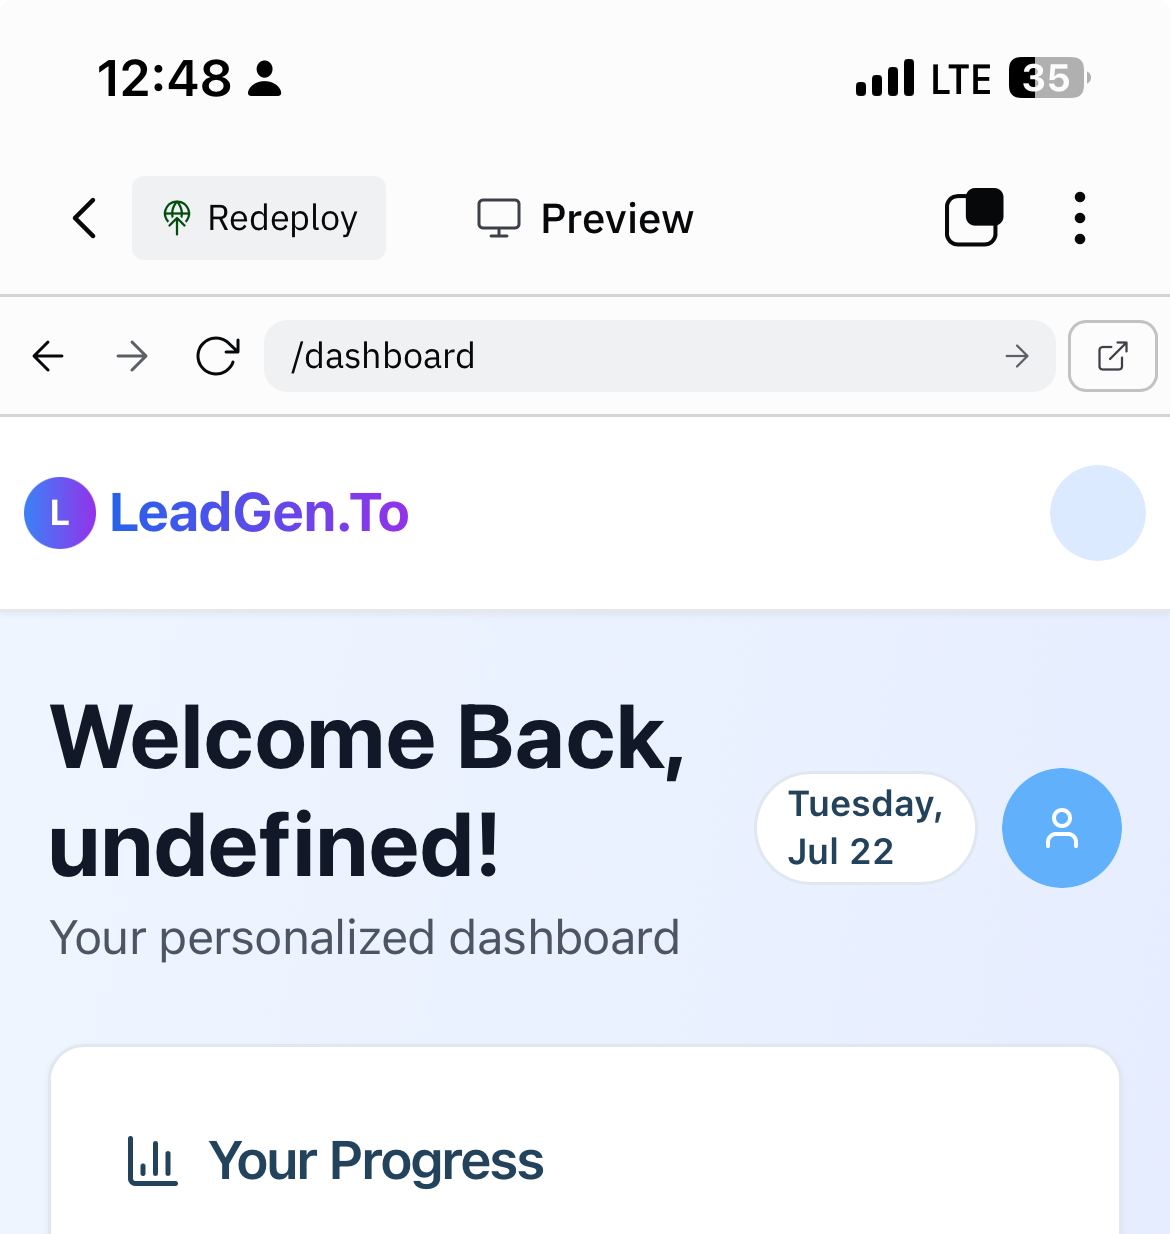 12:48 LTE 35
Redeploy Preview
/dashboard
L LeadGen.To
Welcome Back,
undefined!
Tuesday,
Jul 22
Your personalized dashboard
Your Progress